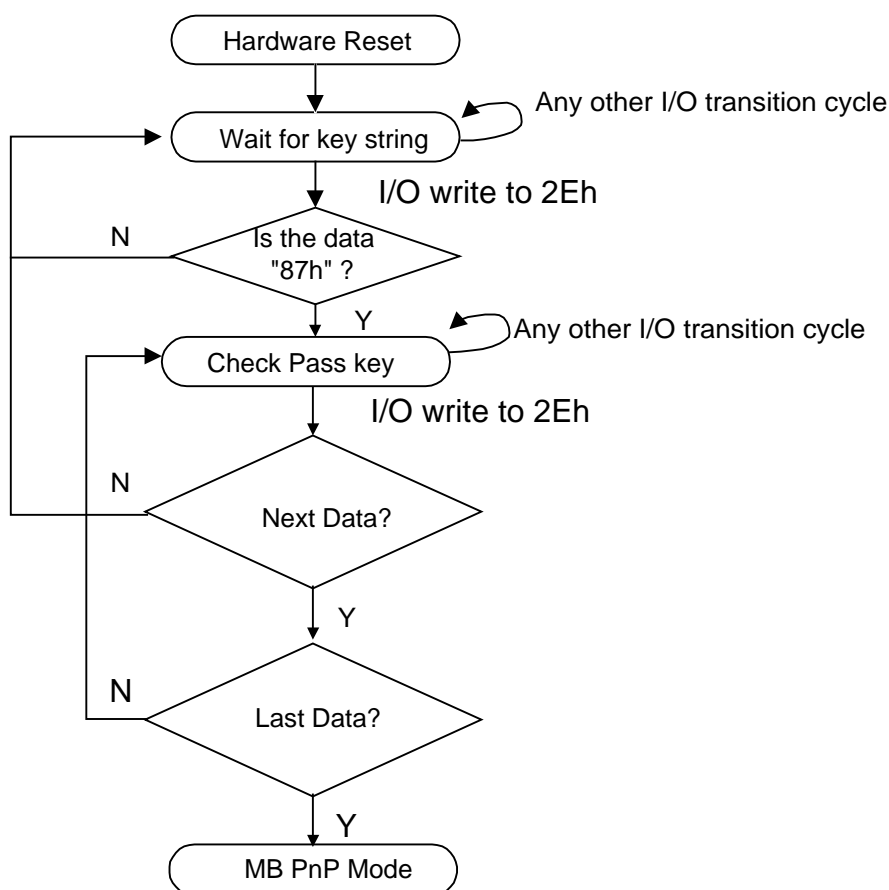 Hardware Reset
Any other I/O transition cycle
Wait for key string
I/O write to 2Eh
N
Is the data
"87h" ?
Y
Any other I/O transition cycle
Check Pass key
I/O write to 2Eh
N
Next Data?
Y
N
Last Data?
Y
MB PnP Mode